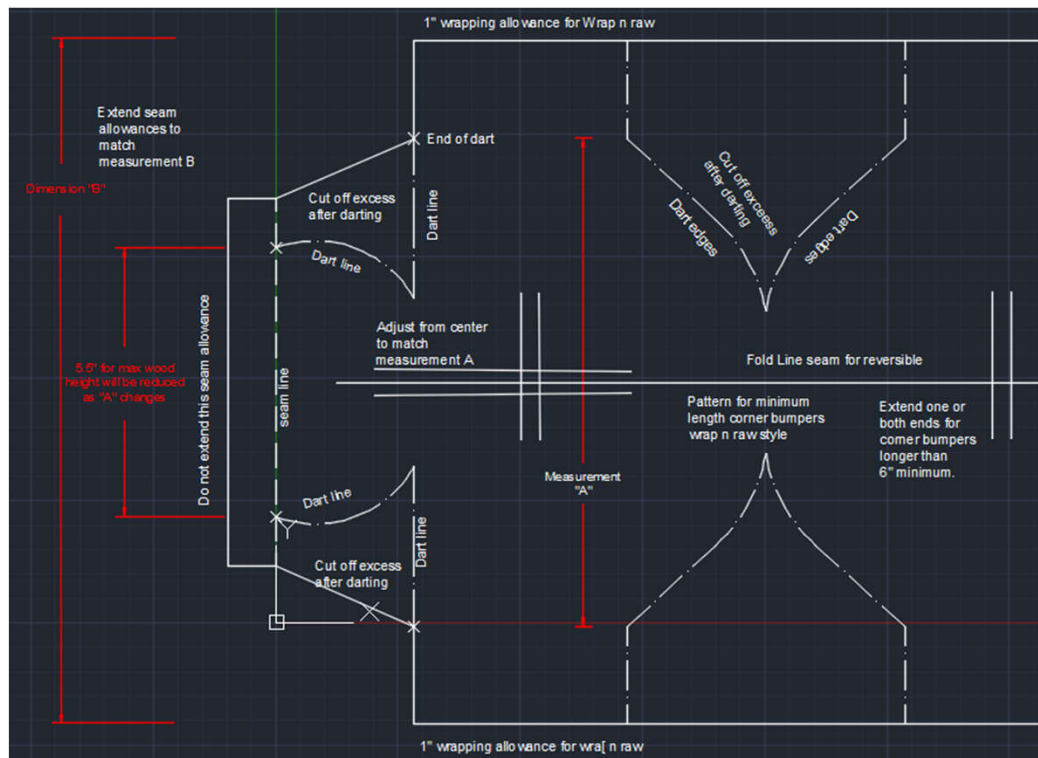 1" wrapping allowance for Wrap n raw
Extend seam
allowances to
match
measurement B
Dimension "B"
End of dart
Cut off excess
after darting
Dart line
Dart line
Cut off exceess
after darting
Dart edges
Dart edges
Do not extend this seam allowance
Adjust from center
to match
measurement A
Fold Line seam for reversible
5.5" for max wood
height will be reduced
as "A" changes
seam line
Pattern for minimum
length corner bumpers
wrap n raw style
Extend one or
both ends for
corner bumpers
longer than
6" minimum.
Measurement
"A"
Dart line
Dart line
Y
Cut off excess
after darting
X
1" wrapping allowance for wra[ n raw